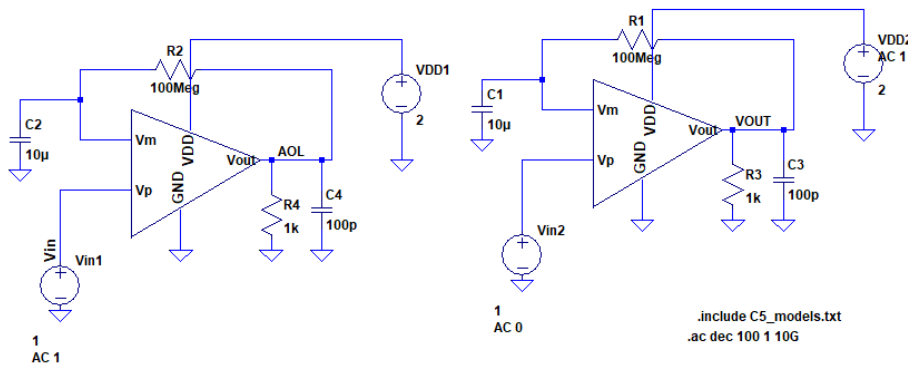 R2
100Meg
VDD1
2
C2
10µ
Vm
VDD
Vout
AOL
Vp
GND
R4
1k
C4
100p
Vin
Vin1
1
AC 1
R1
100Meg
VDD2
AC 1
2
C1
10µ
Vm
VDD
Vout
VOUT
Vp
GND
R3
1k
C3
100p
Vin2
1
AC 0
.include C5_models.txt
.ac dec 100 1 10G